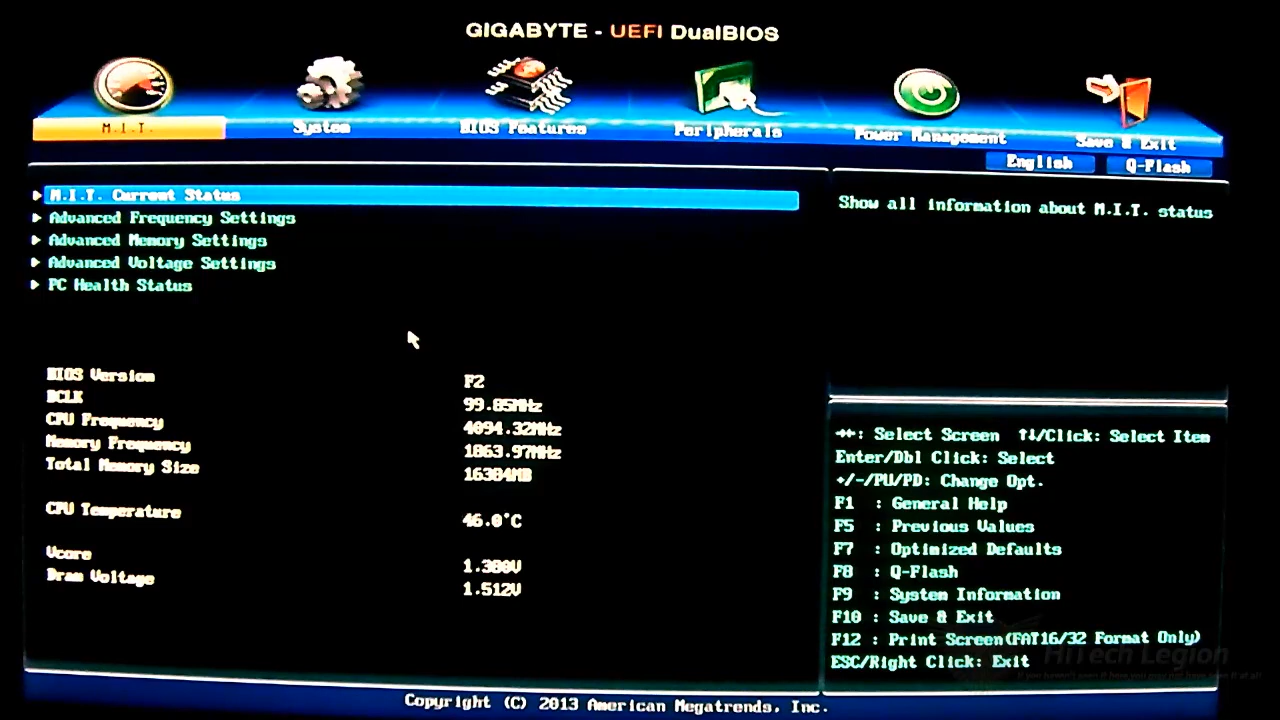 GIGABYTE - UEFI DualBIOS
M.I.T.
System
BIOS Features
Peripherals
Power Management
Save & Exit
English
Q-Flash
M.I.T. Current Status
Advanced Frequency Settings
Advanced Memory Settings
Advanced Voltage Settings
PC Health Status
Show all information about M.I.T. status
BIOS Version F2
BCLK 99.85MHz
CPU Frequency 4094.32MHz
Memory Frequency 1863.97MHz
Total Memory Size 16384MB
CPU Temperature 46.0°C
Vcore 1.380V
Dram Voltage 1.512V
→←: Select Screen ↑↓/Click: Select Item
Enter/Dbl Click: Select
+/-/PU/PD: Change Opt.
F1 : General Help
F5 : Previous Values
F7 : Optimized Defaults
F8 : Q-Flash
F9 : System Information
F10 : Save & Exit
F12 : Print Screen(FAT16/32 Format Only)
ESC/Right Click: Exit
HiTech Legion
Copyright (C) 2013 American Megatrends, Inc.